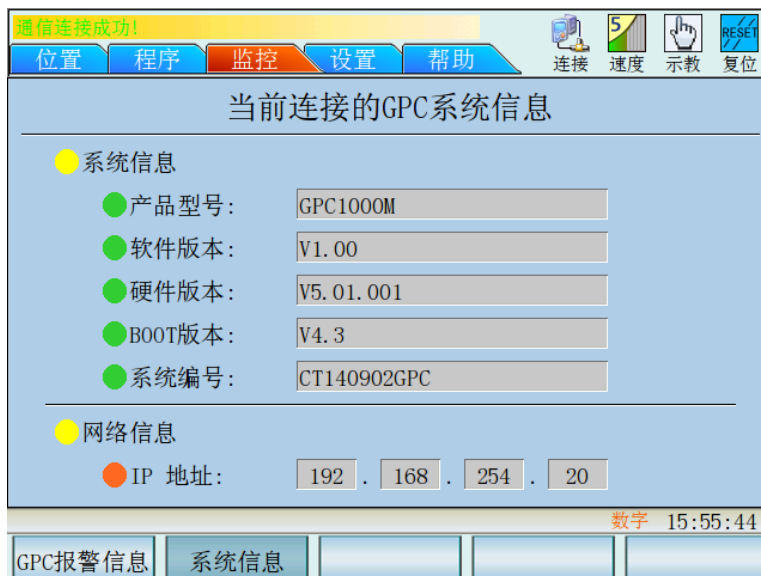 通信连接成功!
位置 程序 监控 设置 帮助 连接 5 速度 示教 RESET 复位
当前连接的GPC系统信息
系统信息
产品型号: GPC1000M
软件版本: V1.00
硬件版本: V5.01.001
BOOT版本: V4.3
系统编号: CT140902GPC
网络信息
IP 地址: 192 . 168 . 254 . 20
数字 15:55:44
GPC报警信息 系统信息